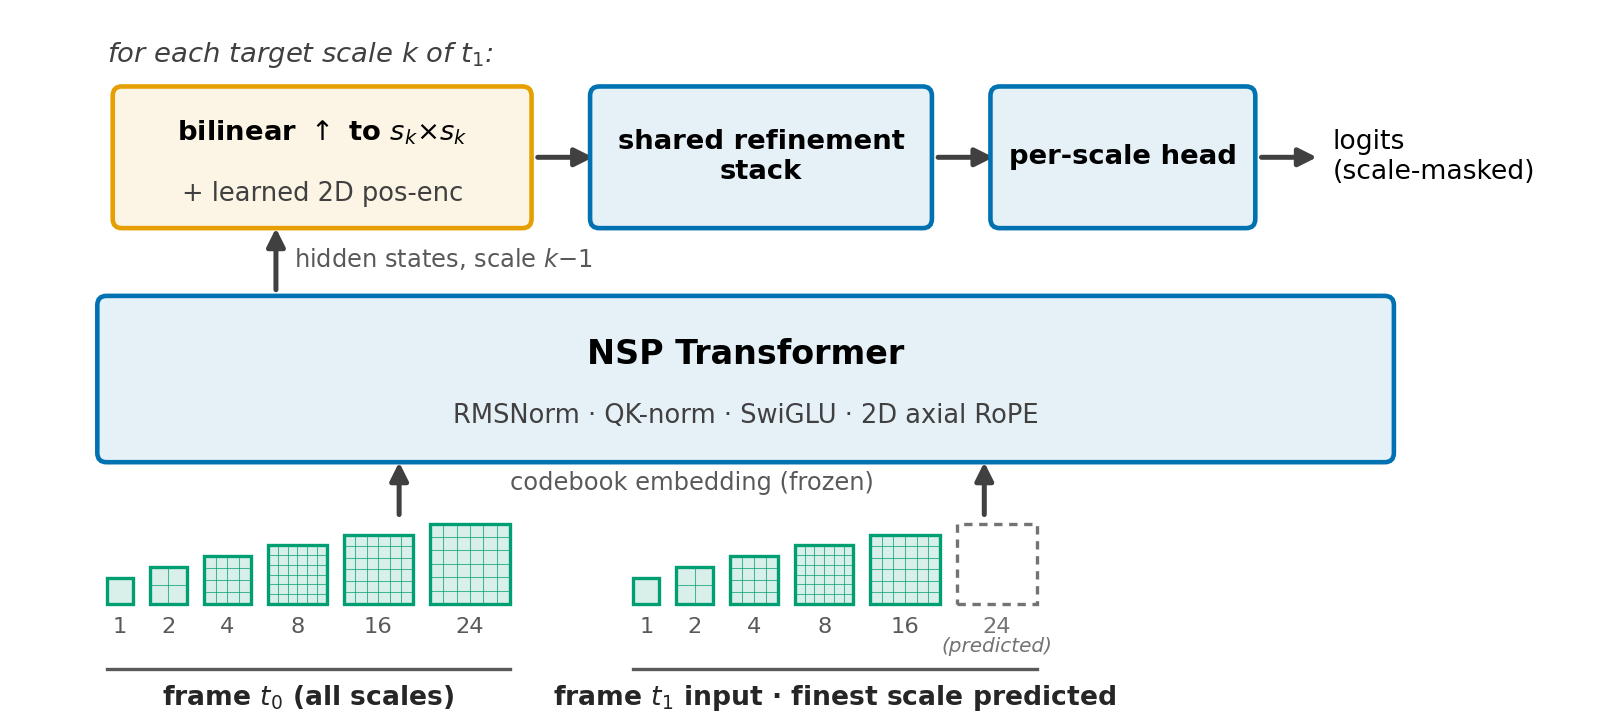 for each target scale k of t₁:
bilinear ↑ to sₖ×sₖ
+ learned 2D pos-enc
shared refinement
stack
per-scale head
logits
(scale-masked)
hidden states, scale k−1
NSP Transformer
RMSNorm · QK-norm · SwiGLU · 2D axial RoPE
codebook embedding (frozen)
1 2 4 8 16 24
1 2 4 8 16 24
(predicted)
frame t₀ (all scales)
frame t₁ input · finest scale predicted